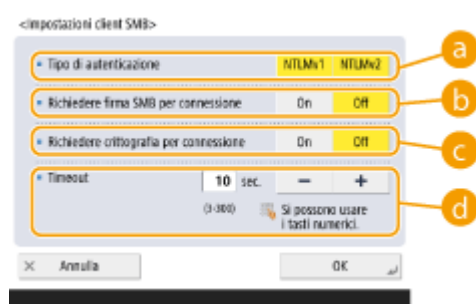 <Impostazioni client SMB>
Tipo di autenticazione NTLMv1 NTLMv2 a
Richiedere firma SMB per connessione On Off b
Richiedere crittografia per connessione On Off c
Timeout 10 sec. − +
(3-300) Si possono usare d
i tasti numerici.
× Annulla OK